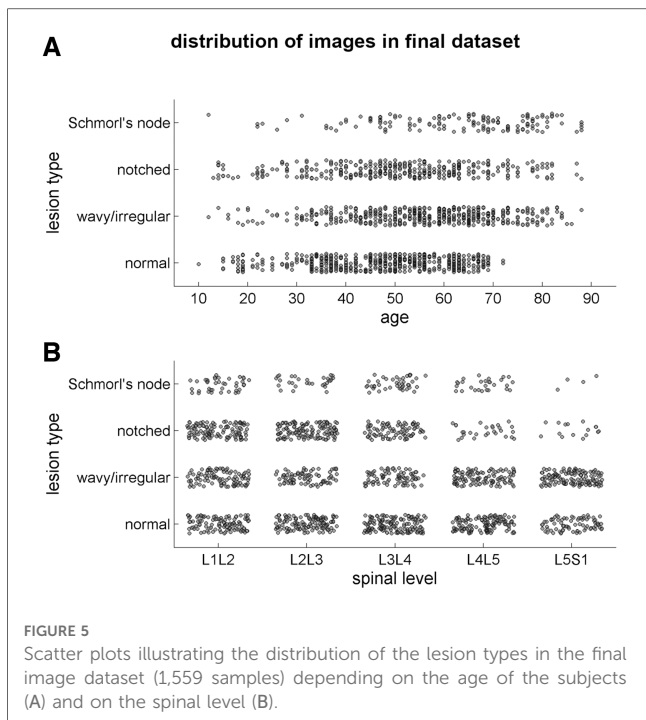 A
distribution of images in final dataset
lesion type
Schmorl's node
notched
wavy/irregular
normal
10 20 30 40 50 60 70 80 90
age
B
lesion type
Schmorl's node
notched
wavy/irregular
normal
L1L2 L2L3 L3L4 L4L5 L5S1
spinal level
FIGURE 5
Scatter plots illustrating the distribution of the lesion types in the final
image dataset (1,559 samples) depending on the age of the subjects
(A) and on the spinal level (B).